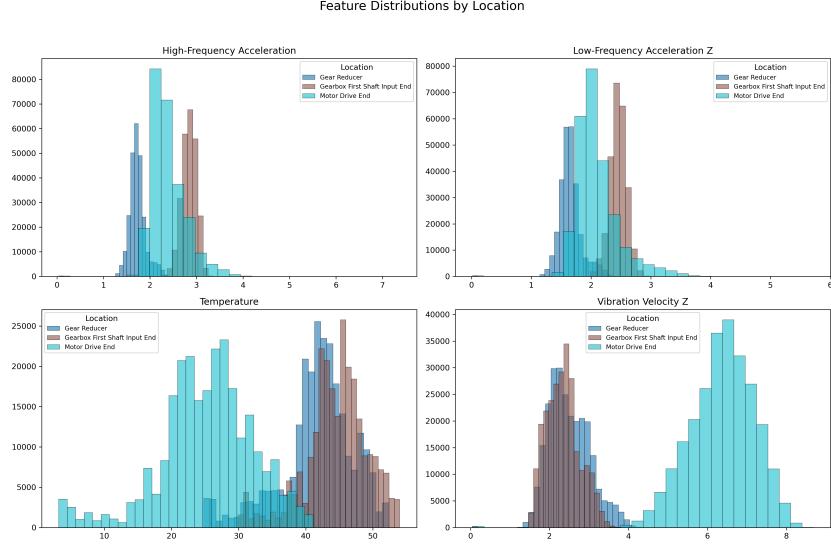 Feature Distributions by Location
High-Frequency Acceleration
Location
Gear Reducer
Gearbox First Shaft Input End
Motor Drive End
80000
70000
60000
50000
40000
30000
20000
10000
0
0 1 2 3 4 5 6 7
Low-Frequency Acceleration Z
Location
Gear Reducer
Gearbox First Shaft Input End
Motor Drive End
80000
70000
60000
50000
40000
30000
20000
10000
0
0 1 2 3 4 5 6
Temperature
Location
Gear Reducer
Gearbox First Shaft Input End
Motor Drive End
25000
20000
15000
10000
5000
0
10 20 30 40 50
Vibration Velocity Z
Location
Gear Reducer
Gearbox First Shaft Input End
Motor Drive End
40000
35000
30000
25000
20000
15000
10000
5000
0
0 2 4 6 8